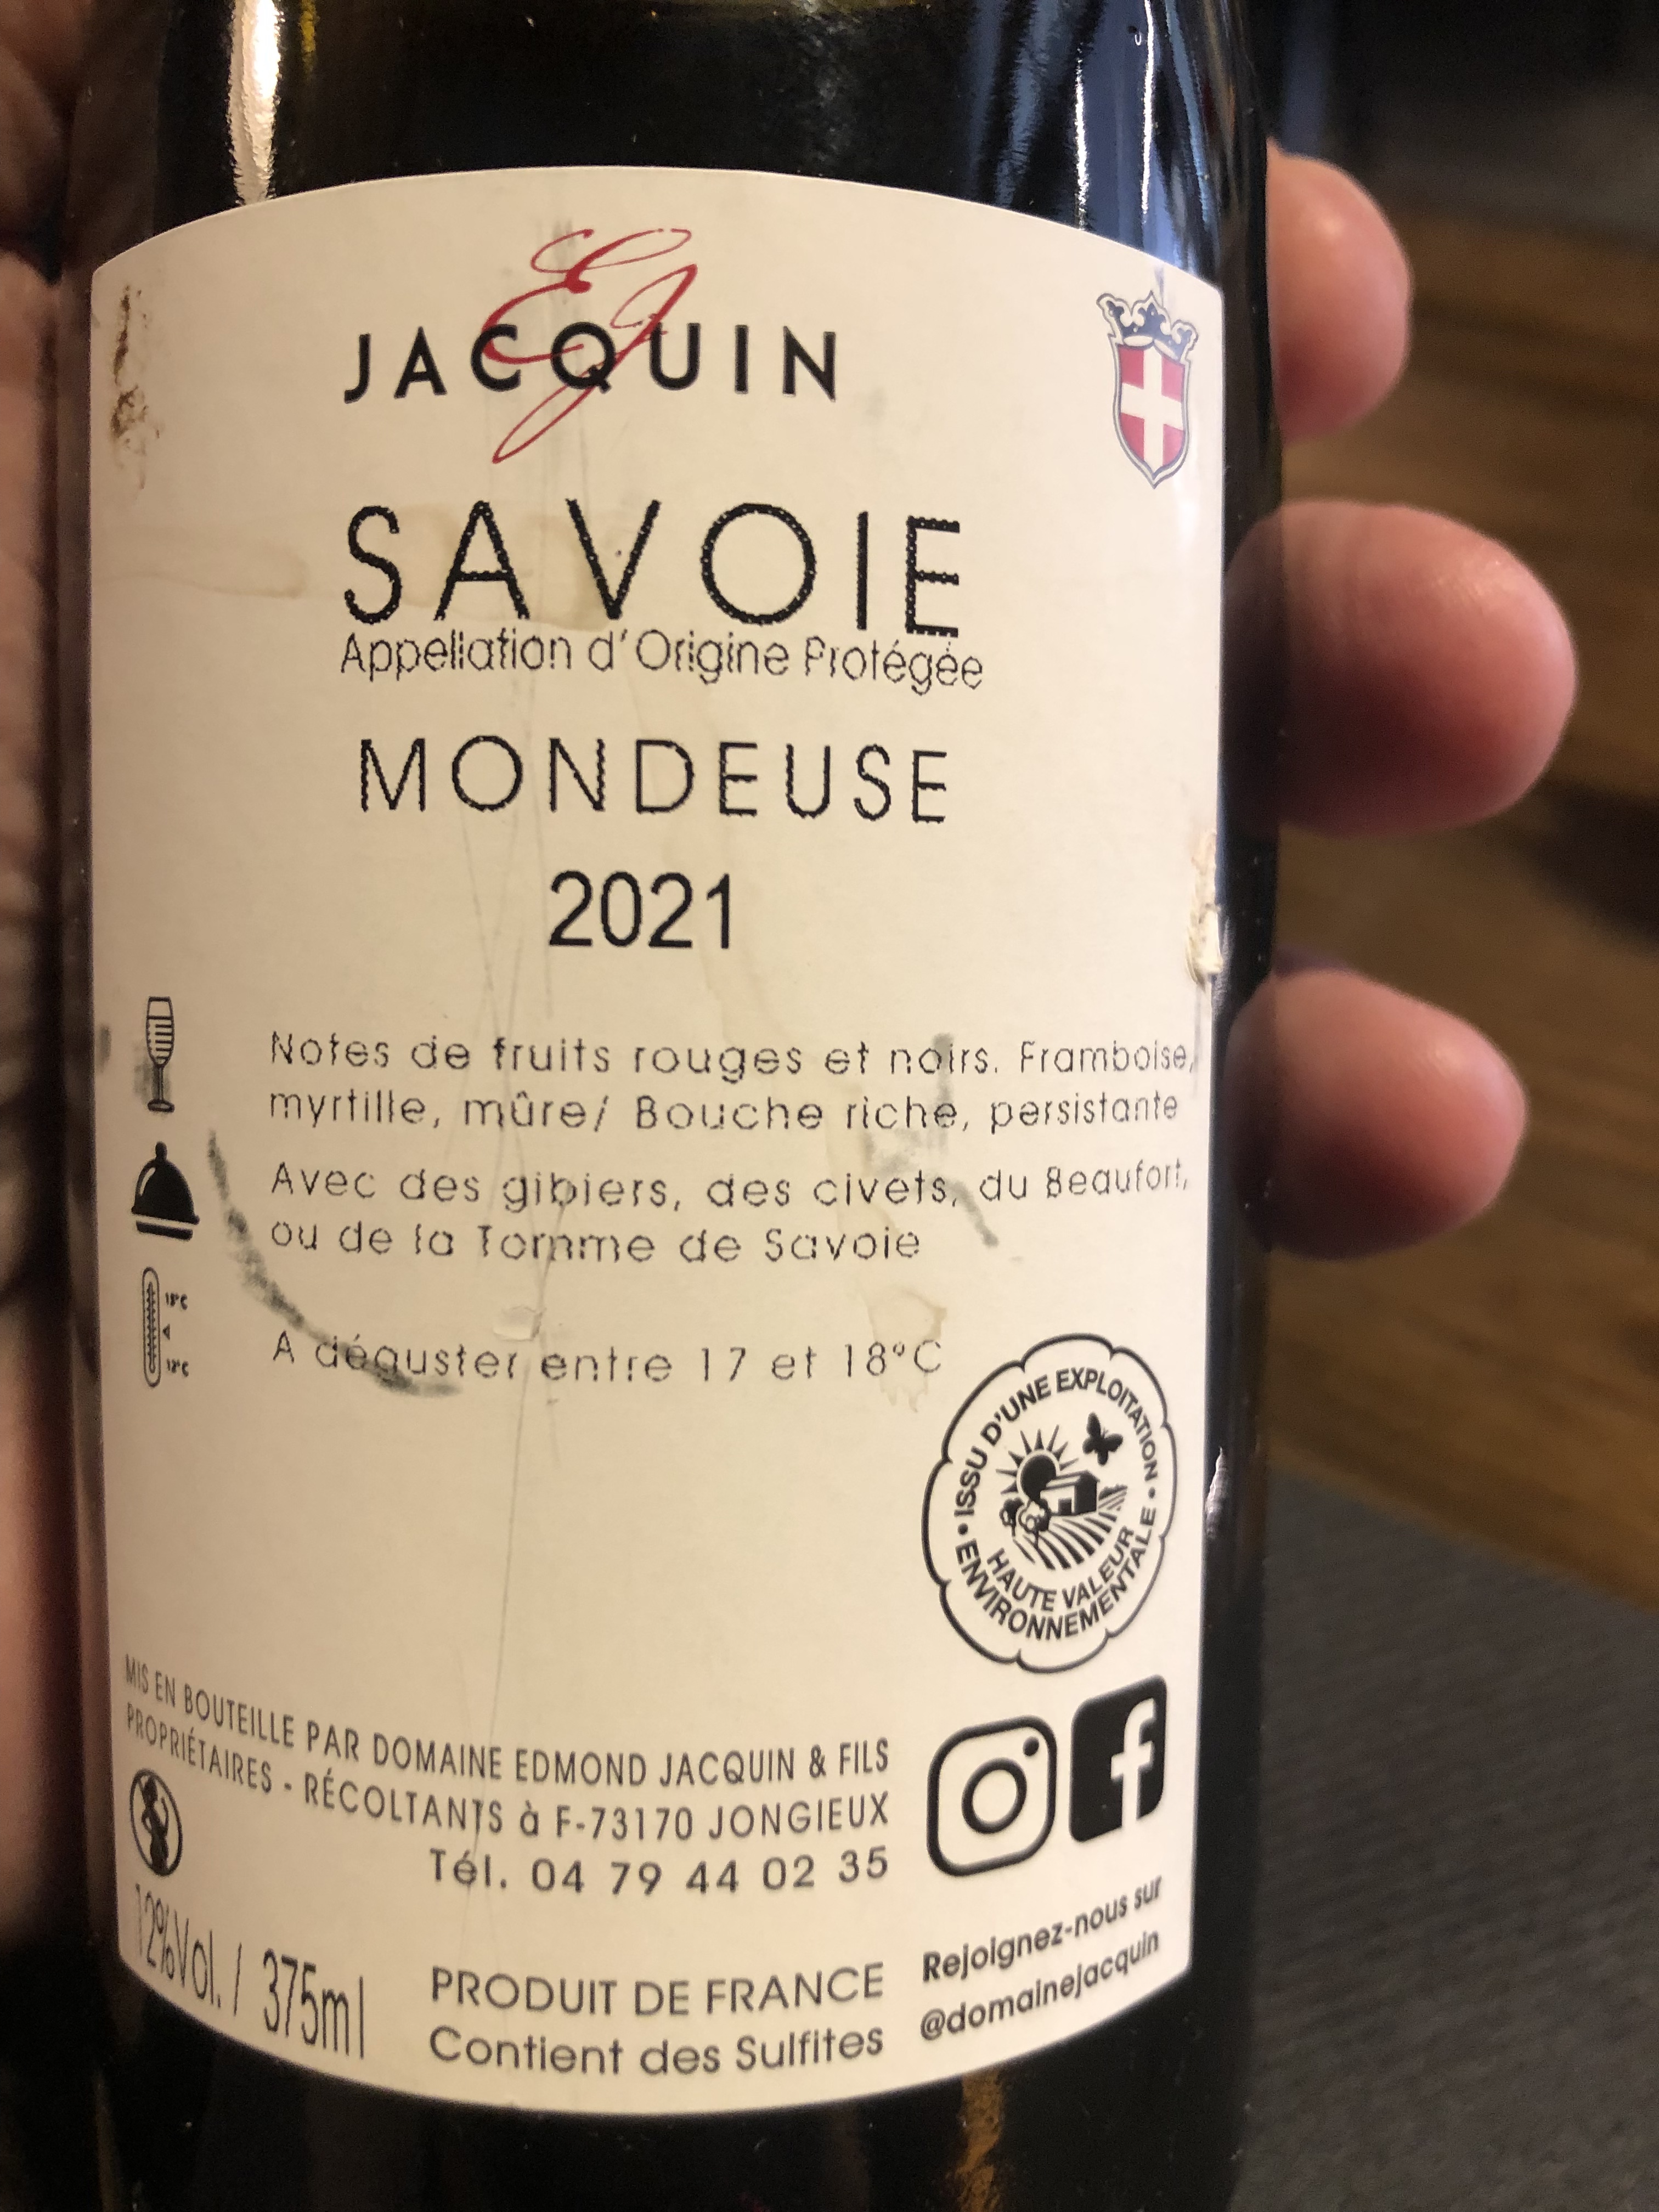 EJ
JACQUIN
SAVOIE
Appellation d'Origine Protégée
MONDEUSE
2021
Notes de fruits rouges et noirs. Framboise,
myrtille, mûre/ Bouche riche, persistante
Avec des gibiers, des civets, du Beaufort,
ou de la Tomme de Savoie
A déguster entre 17 et 18°C
• ISSU D'UNE EXPLOITATION •
HAUTE VALEUR
ENVIRONNEMENTALE
MIS EN BOUTEILLE PAR DOMAINE EDMOND JACQUIN & FILS
PROPRIÉTAIRES - RÉCOLTANTS à F-73170 JONGIEUX
Tél. 04 79 44 02 35
12%Vol. / 375ml
PRODUIT DE FRANCE
Contient des Sulfites
Rejoignez-nous sur
@domainejacquin